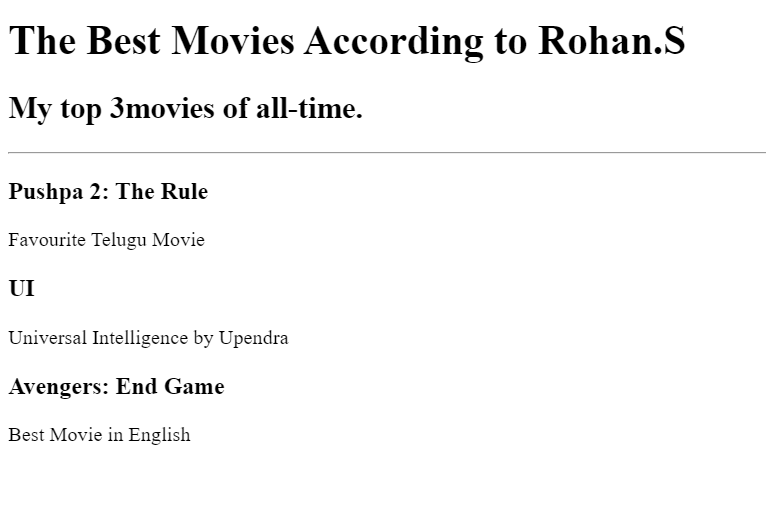 The Best Movies According to Rohan.S
My top 3movies of all-time.
Pushpa 2: The Rule
Favourite Telugu Movie
UI
Universal Intelligence by Upendra
Avengers: End Game
Best Movie in English